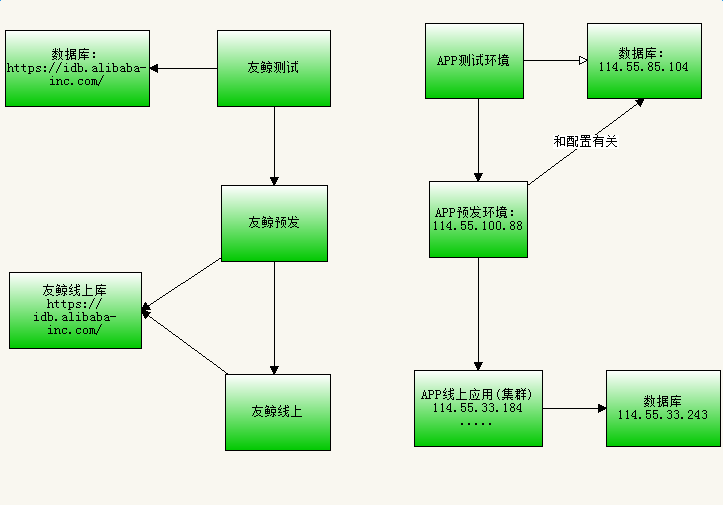 数据库:
https://idb.alibaba-
inc.com/
友鲸测试
友鲸预发
友鲸线上库
https://
idb.alibaba-
inc.com/
友鲸线上
APP测试环境
数据库:
114.55.85.104
和配置有关
APP预发环境:
114.55.100.88
APP线上应用(集群)
114.55.33.184
.....
数据库
114.55.33.243